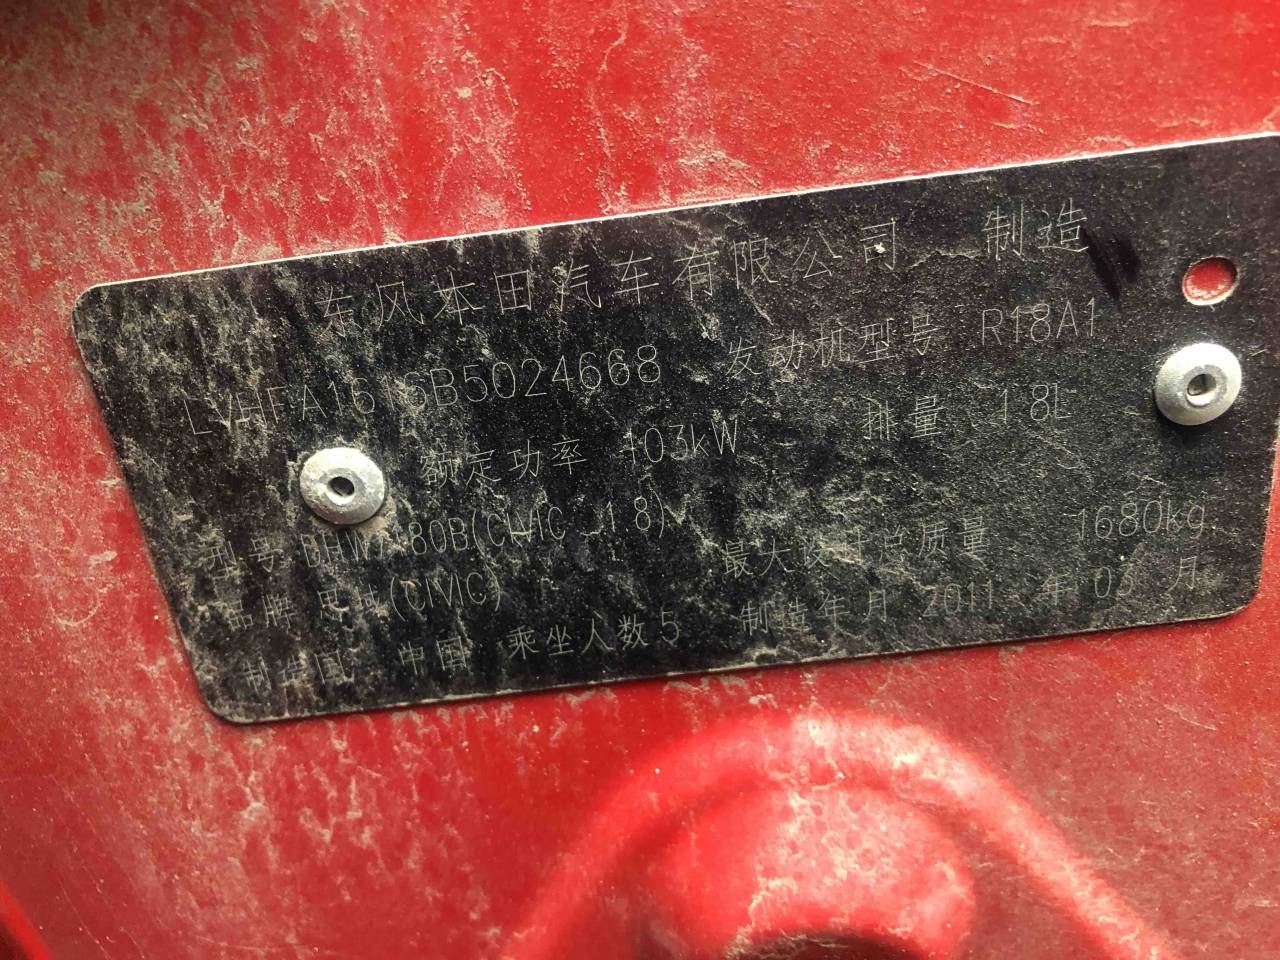 东风本田汽车有限公司 制造
LVHFA16 6B5024668 发动机型号 R18A1
额定功率 103kW 排量 1.8L
型号 (CIVIC 1.8) 最大设计总质量 1680kg
品牌 思域(CIVIC) 制造年月 2011 年 03 月
制造国 中国 乘坐人数 5